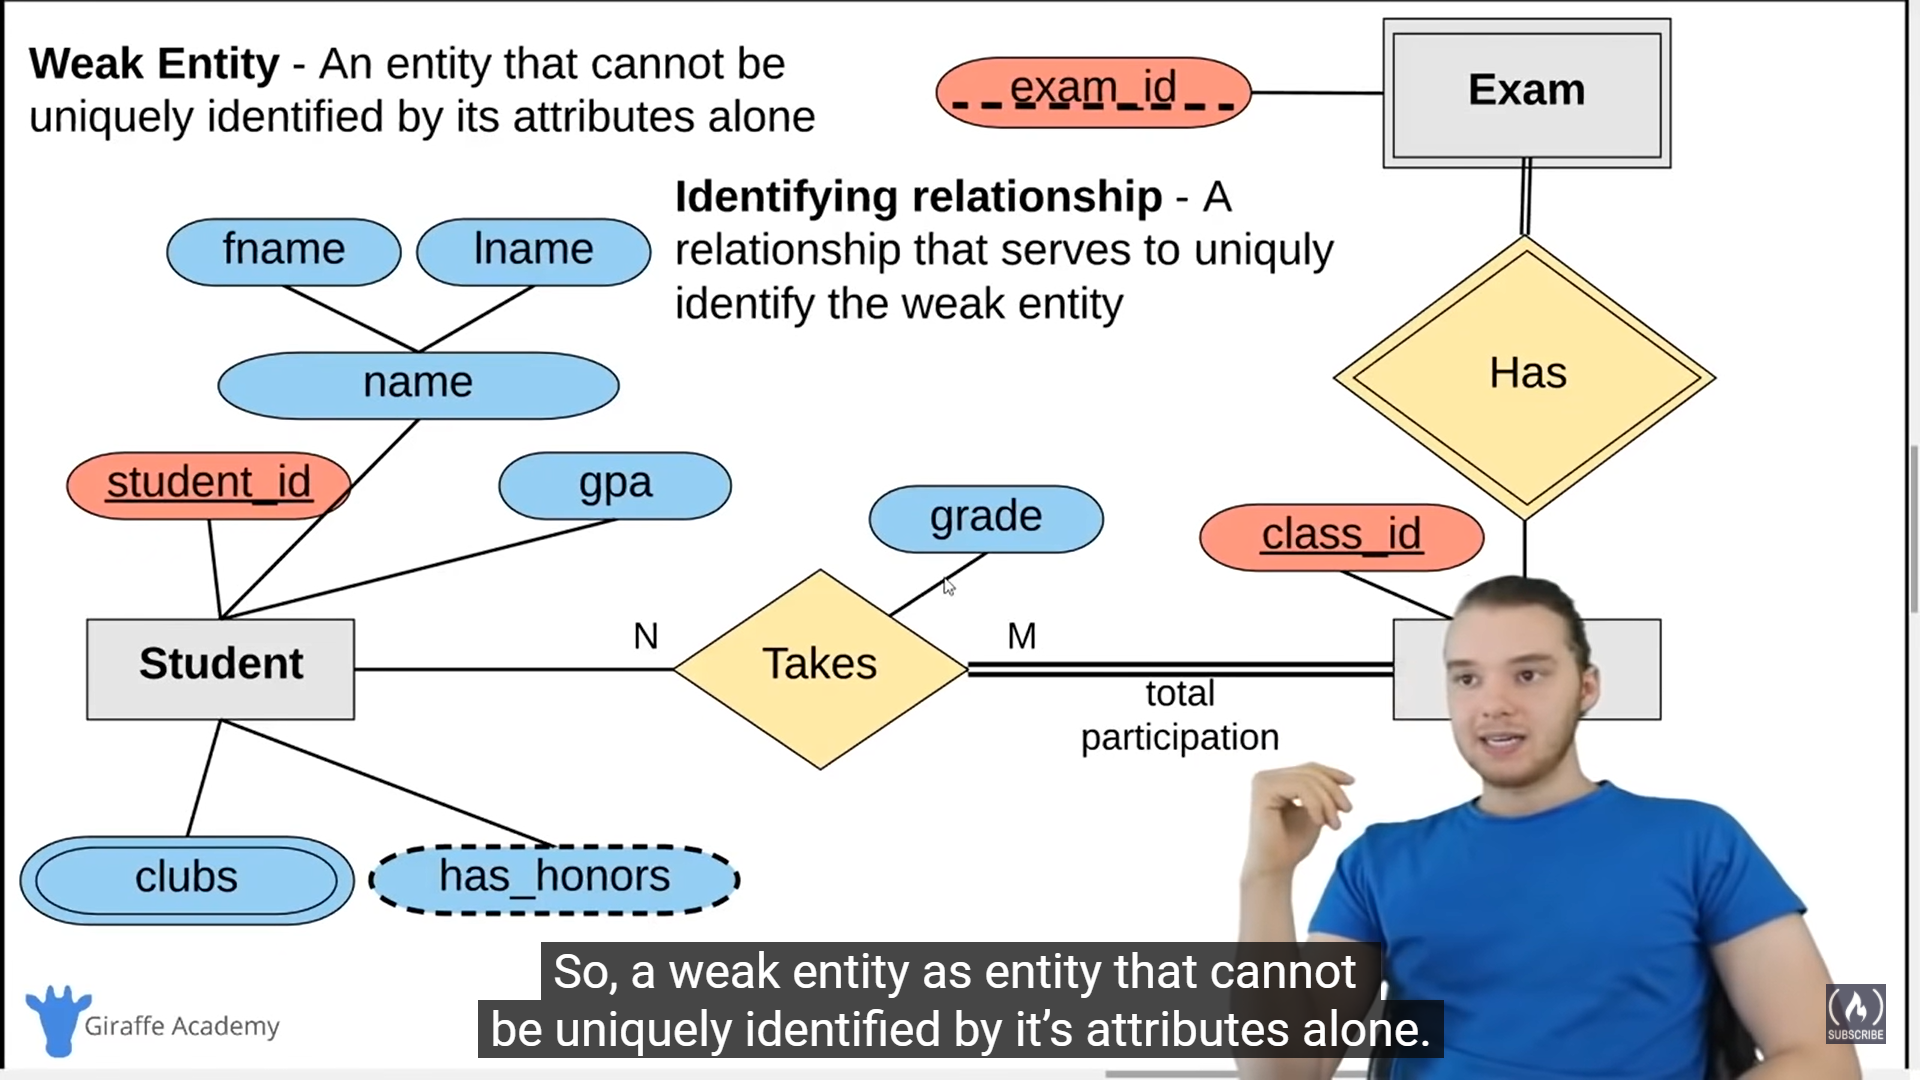 Weak Entity - An entity that cannot be
uniquely identified by its attributes alone
exam_id
Exam
Identifying relationship - A
relationship that serves to uniquly
identify the weak entity
fname
lname
name
Has
student_id
gpa
grade
class_id
Student
N
Takes
M
total
participation
clubs
has_honors
So, a weak entity as entity that cannot
be uniquely identified by it’s attributes alone.
Giraffe Academy
SUBSCRIBE